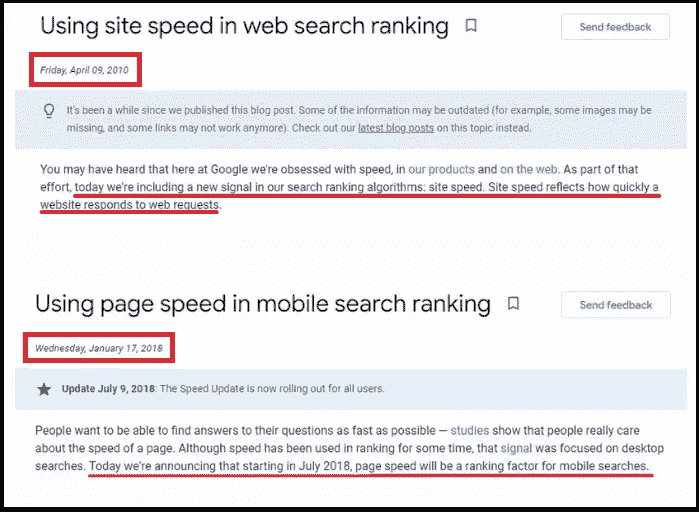 Using site speed in web search ranking
Send feedback
Friday, April 09, 2010
It's been a while since we published this blog post. Some of the information may be outdated (for example, some images may be
missing, and some links may not work anymore). Check out our latest blog posts on this topic instead.
You may have heard that here at Google we're obsessed with speed, in our products and on the web. As part of that
effort, today we're including a new signal in our search ranking algorithms: site speed. Site speed reflects how quickly a
website responds to web requests.
Using page speed in mobile search ranking
Send feedback
Wednesday, January 17, 2018
Update July 9, 2018: The Speed Update is now rolling out for all users.
People want to be able to find answers to their questions as fast as possible — studies show that people really care
about the speed of a page. Although speed has been used in ranking for some time, that signal was focused on desktop
searches. Today we're announcing that starting in July 2018, page speed will be a ranking factor for mobile searches.